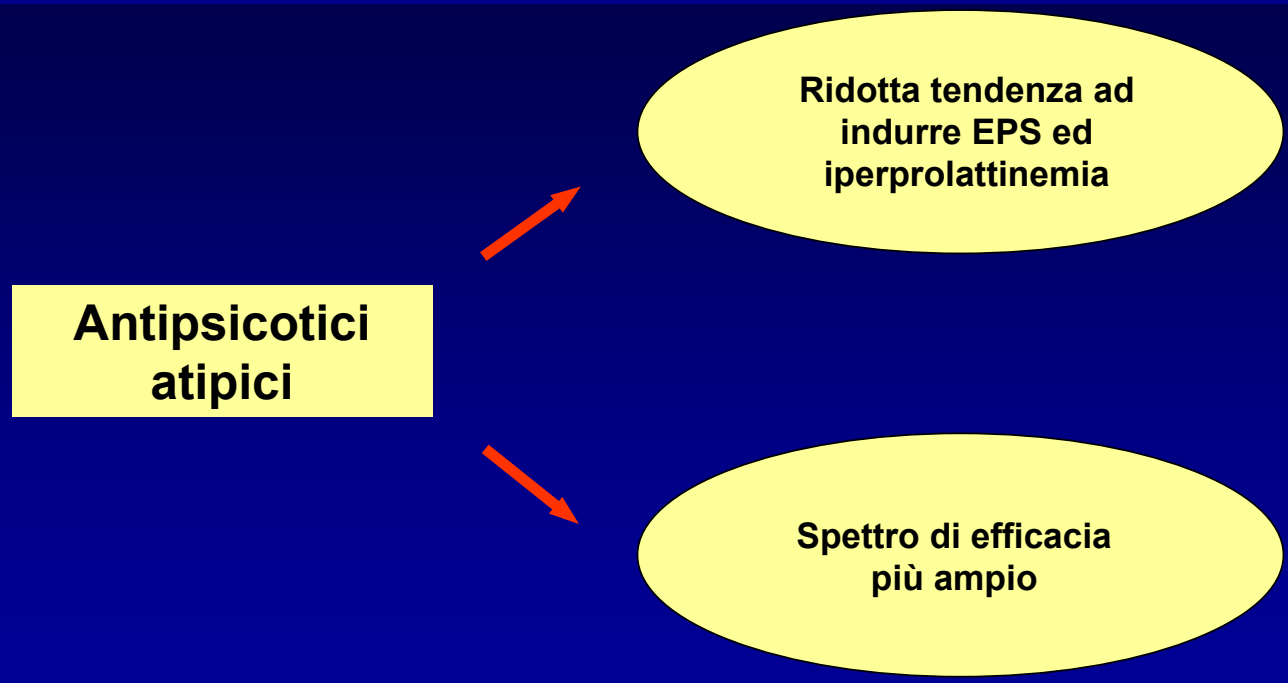 Ridotta tendenza ad
indurre EPS ed
iperprolattinemia
Antipsicotici
atipici
Spettro di efficacia
più ampio